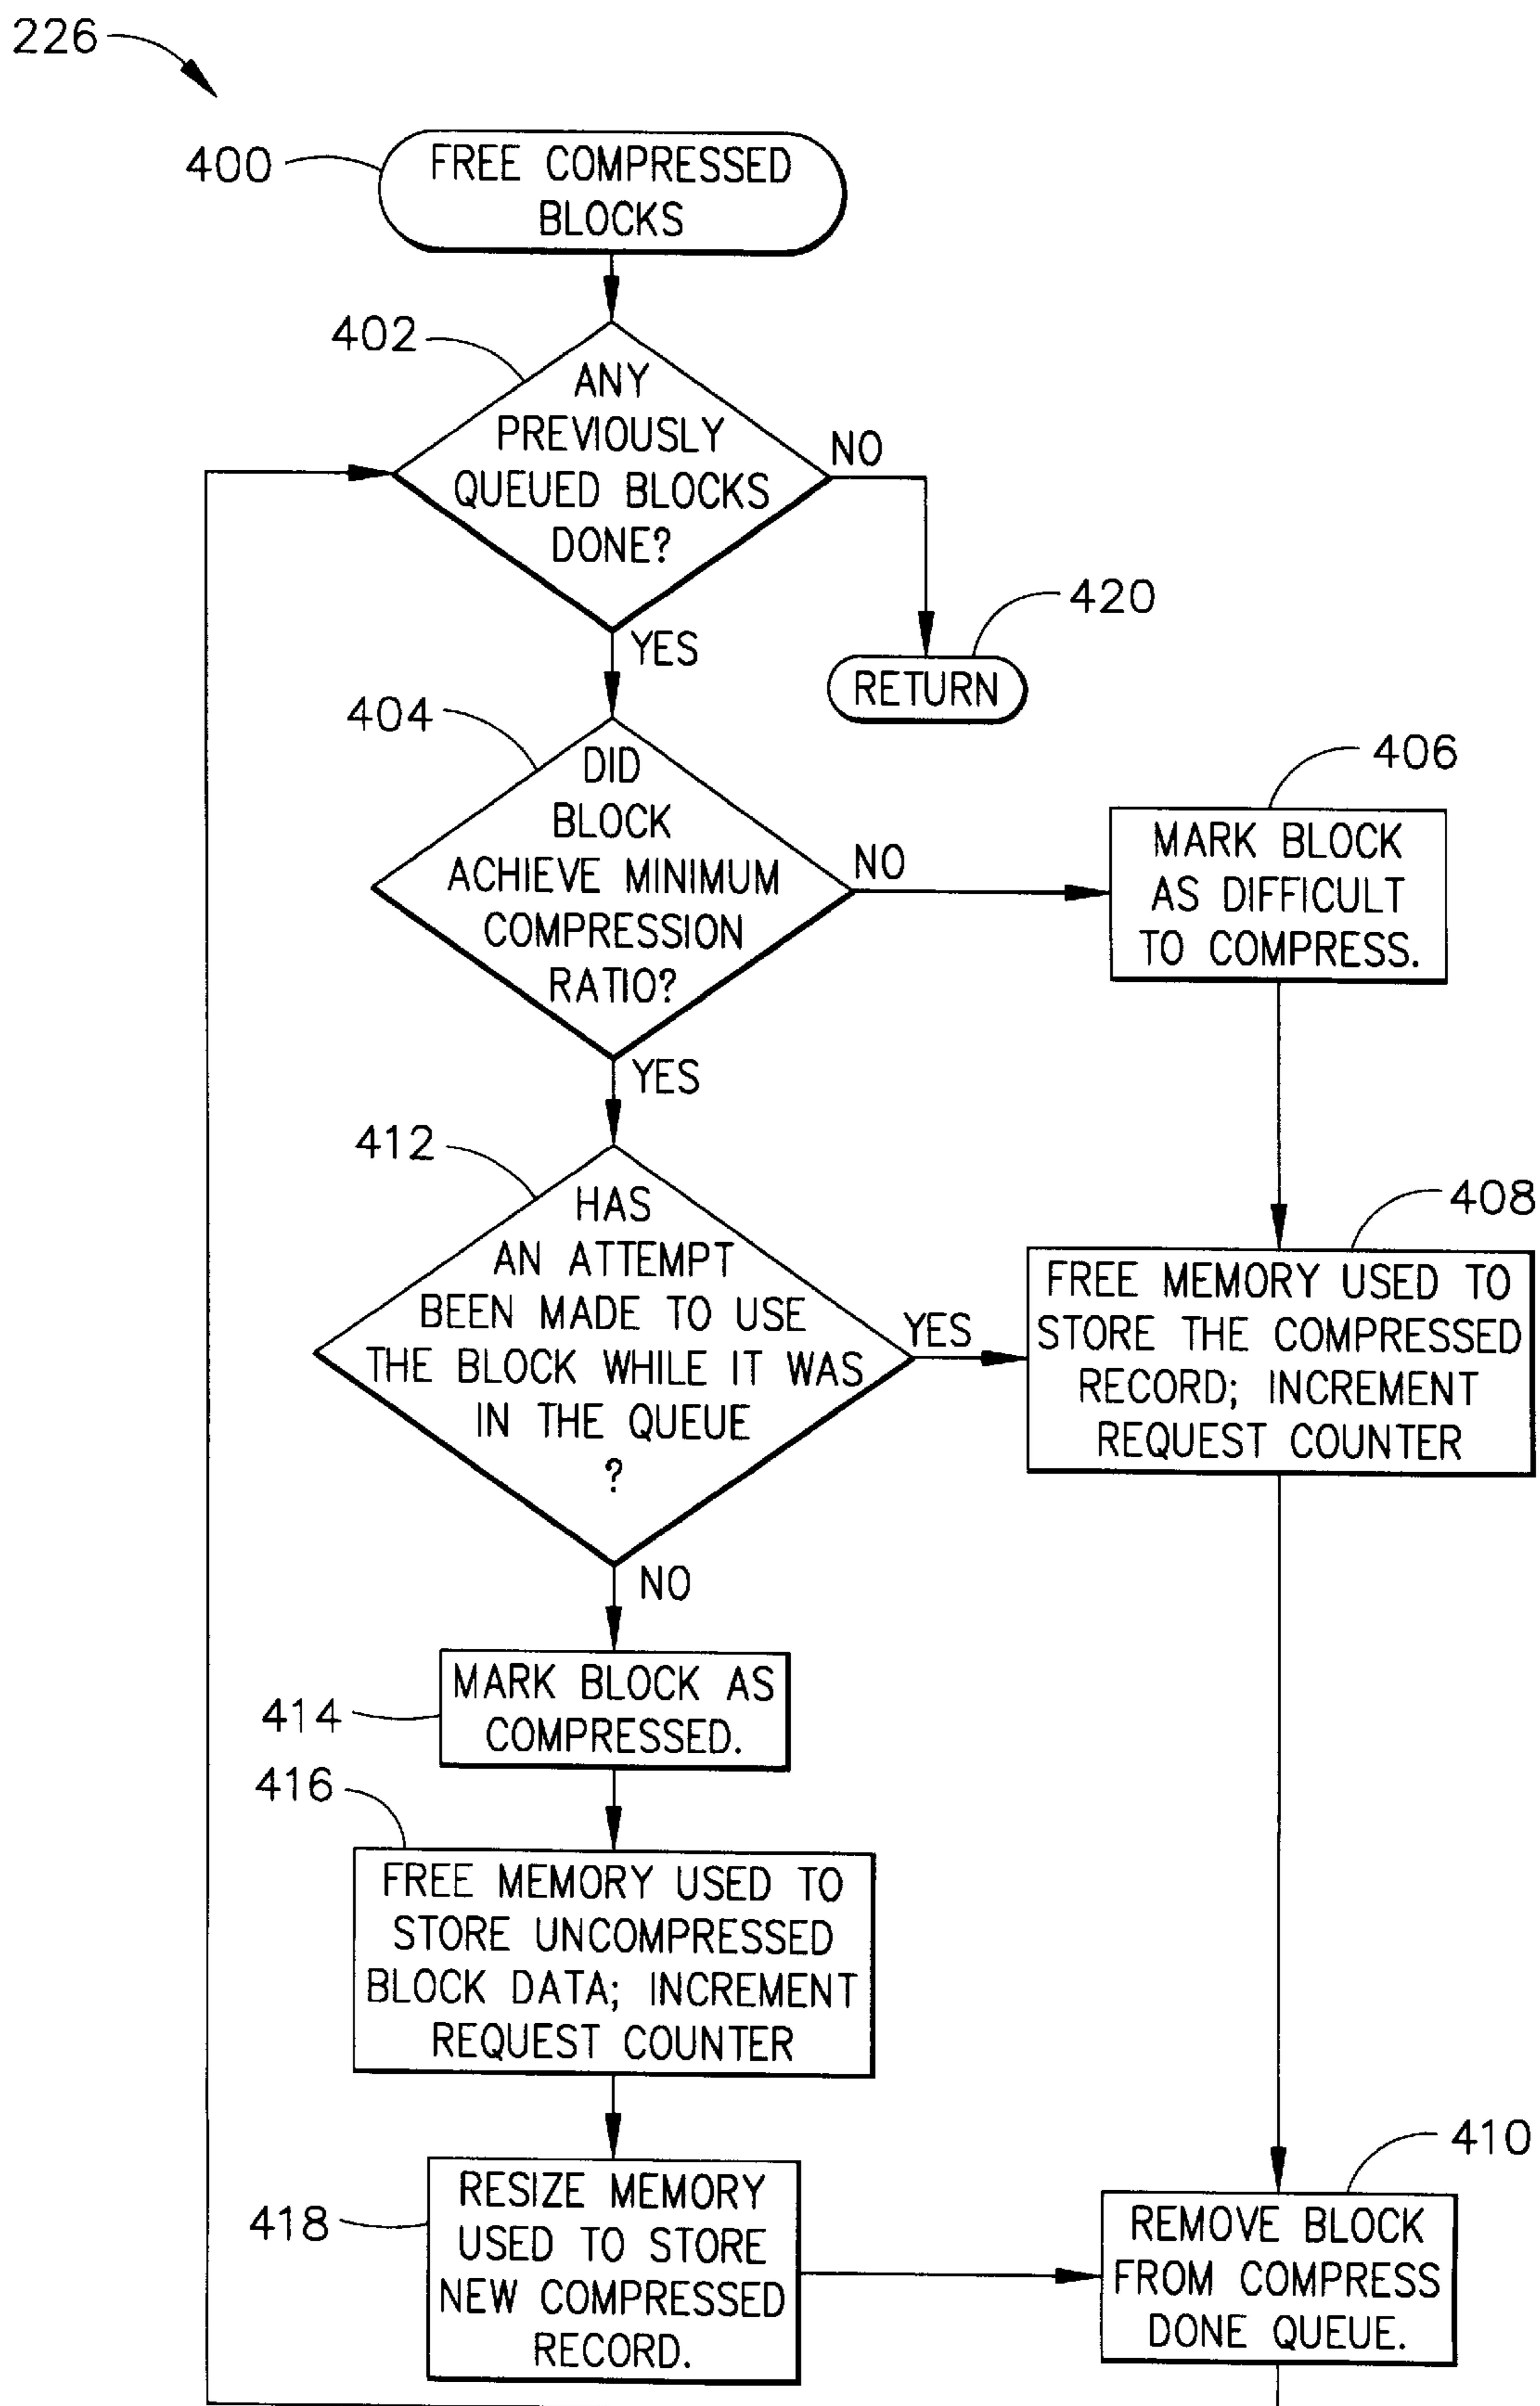 226
400
FREE COMPRESSED
BLOCKS
402
ANY
PREVIOUSLY
QUEUED BLOCKS
DONE?
NO
YES
420
RETURN
404
DID
BLOCK
ACHIEVE MINIMUM
COMPRESSION
RATIO?
NO
YES
406
MARK BLOCK
AS DIFFICULT
TO COMPRESS.
412
HAS
AN ATTEMPT
BEEN MADE TO USE
THE BLOCK WHILE IT WAS
IN THE QUEUE
?
YES
NO
408
FREE MEMORY USED TO
STORE THE COMPRESSED
RECORD; INCREMENT
REQUEST COUNTER
414
MARK BLOCK AS
COMPRESSED.
416
FREE MEMORY USED TO
STORE UNCOMPRESSED
BLOCK DATA; INCREMENT
REQUEST COUNTER
418
RESIZE MEMORY
USED TO STORE
NEW COMPRESSED
RECORD.
410
REMOVE BLOCK
FROM COMPRESS
DONE QUEUE.